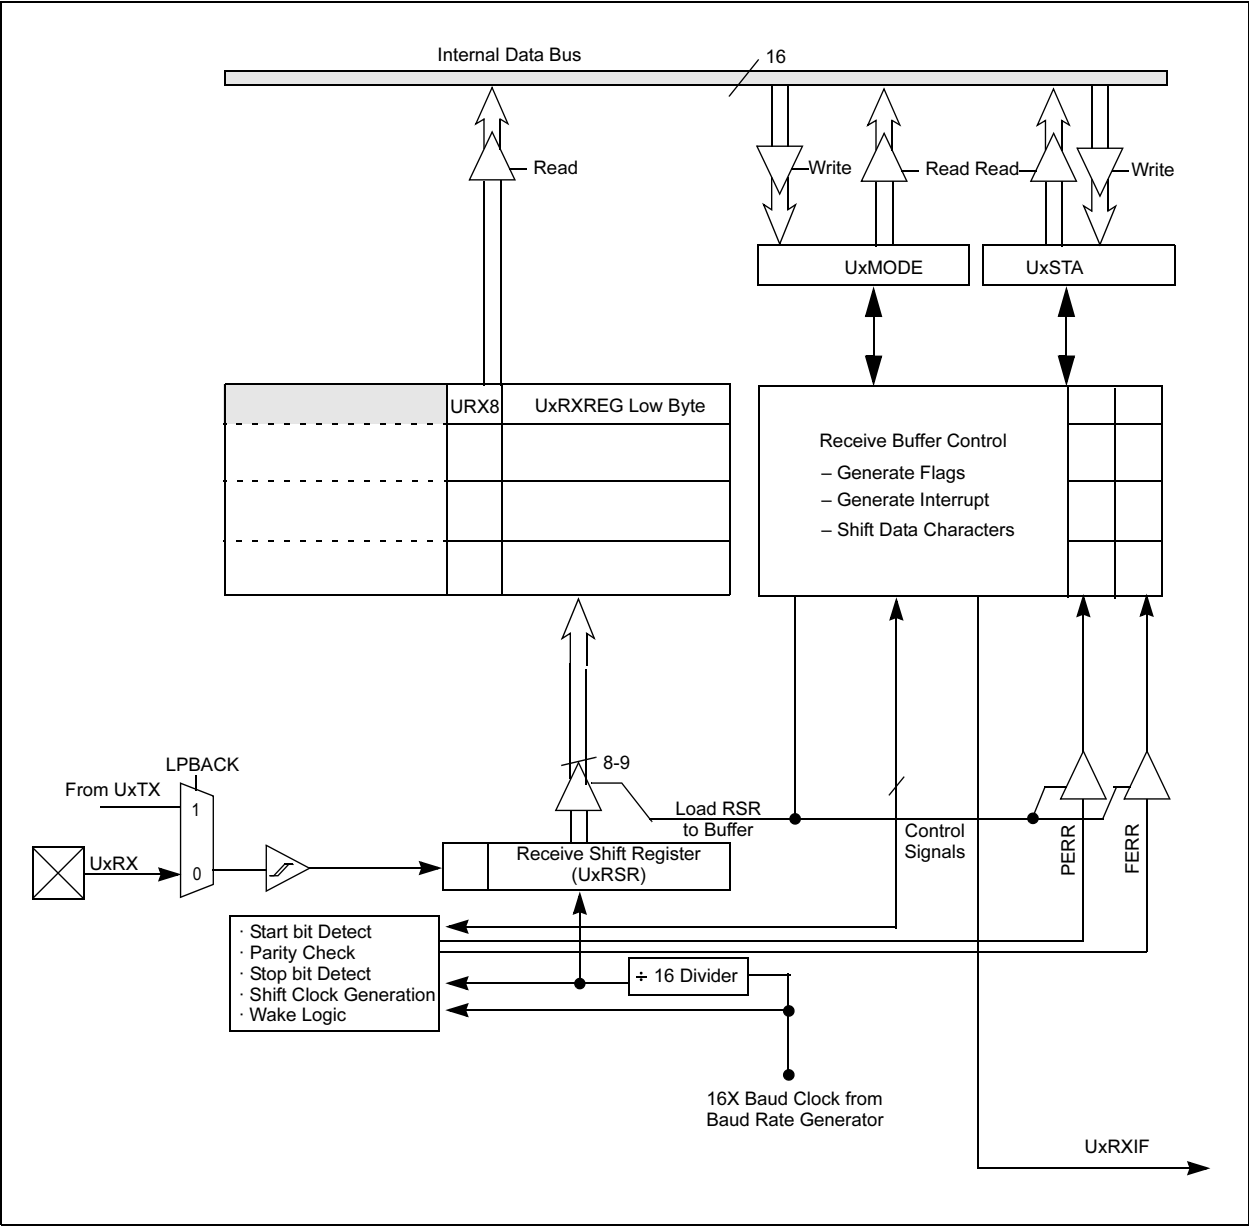 Internal Data Bus
16
Read
Write
Read Read
Write
UxMODE
UxSTA
URX8
UxRXREG Low Byte
Receive Buffer Control
– Generate Flags
– Generate Interrupt
– Shift Data Characters
LPBACK
From UxTX
1
0
UxRX
8-9
Load RSR
to Buffer
Control
Signals
PERR
FERR
Receive Shift Register
(UxRSR)
· Start bit Detect
· Parity Check
· Stop bit Detect
· Shift Clock Generation
· Wake Logic
÷ 16 Divider
16X Baud Clock from
Baud Rate Generator
UxRXIF